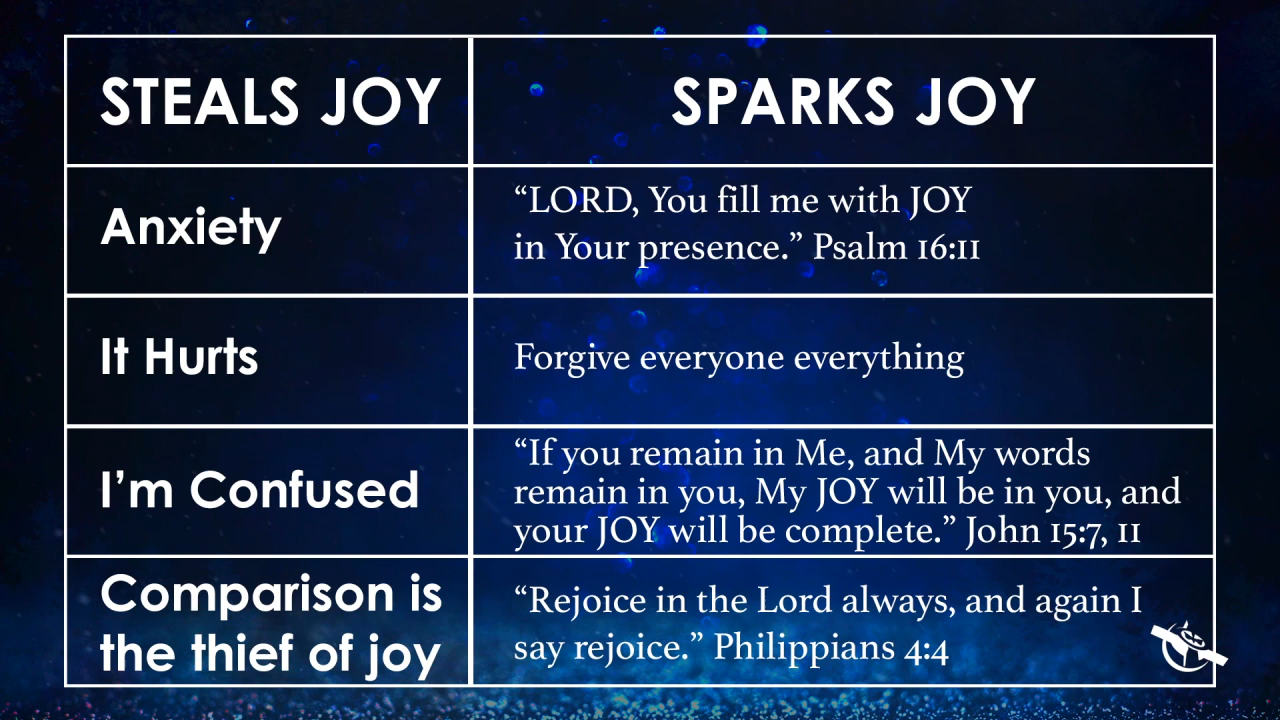 STEALS JOY
SPARKS JOY
Anxiety
“LORD, You fill me with JOY
in Your presence.” Psalm 16:11
It Hurts
Forgive everyone everything
I’m Confused
“If you remain in Me, and My words
remain in you, My JOY will be in you, and
your JOY will be complete.” John 15:7, 11
Comparison is
the thief of joy
“Rejoice in the Lord always, and again I
say rejoice.” Philippians 4:4